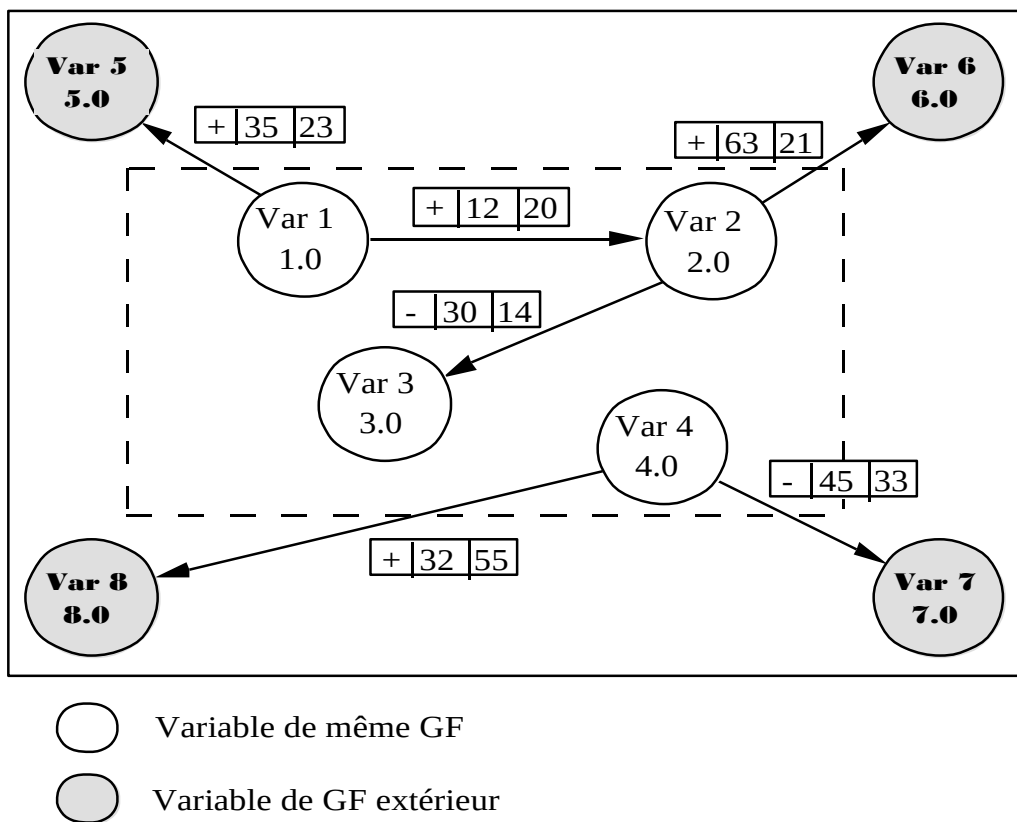 Var 5
5.0
Var 6
6.0
+ 35 23
+ 63 21
Var 1
1.0
+ 12 20
Var 2
2.0
- 30 14
Var 3
3.0
Var 4
4.0
- 45 33
+ 32 55
Var 8
8.0
Var 7
7.0
Variable de même GF
Variable de GF extérieur